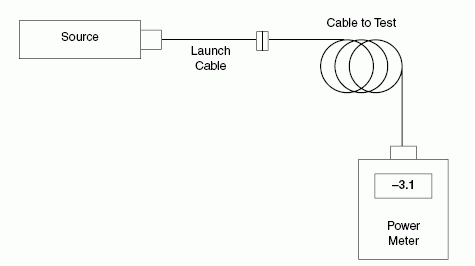 Source
Launch
Cable
Cable to Test
–3.1
Power
Meter